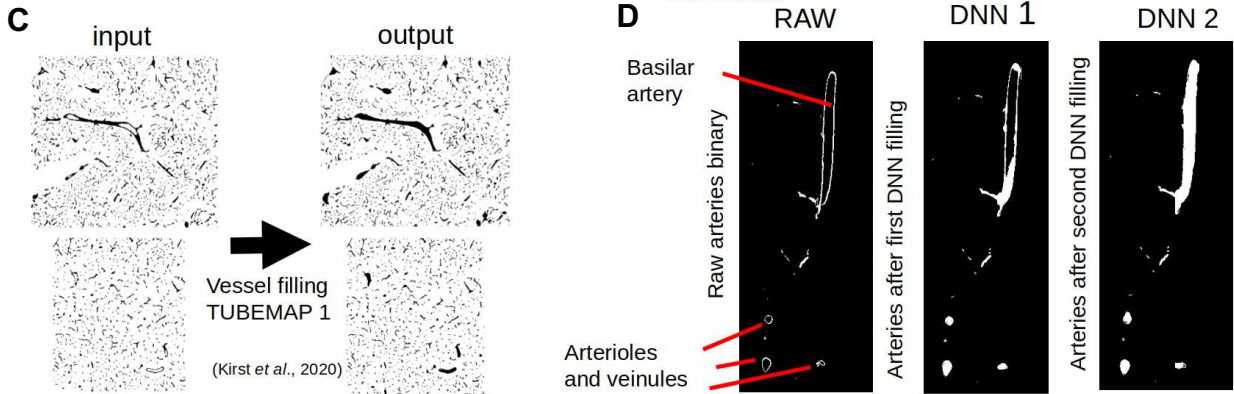 C
input
output
Vessel filling
TUBEMAP 1
(Kirst et al., 2020)
D
RAW
DNN 1
DNN 2
Basilar
artery
Raw arteries binary
Arteries after first DNN filling
Arteries after second DNN filling
Arterioles
and veinules